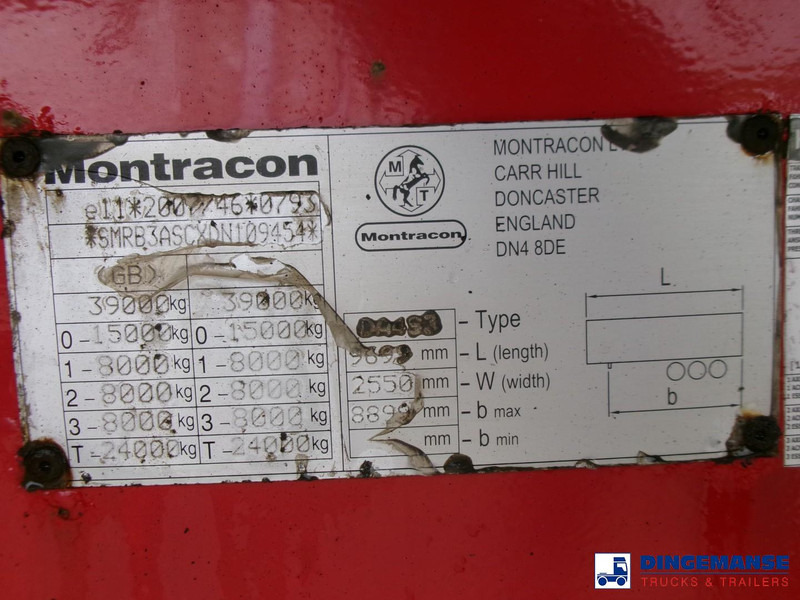 Montracon
e11*2007/46*0793
*SMRB3ASCXDN109454*
(GB)
39000kg 39000kg
0-15000kg 0-15000kg
1-8000kg 1-8000kg
2-8000kg 2-8000kg
3-8000kg 3-8000kg
T-24000kg T-24000kg
M
T
Montracon
MONTRACON
CARR HILL
DONCASTER
ENGLAND
DN4 8DE
- Type
mm - L (length)
2550 mm - W (width)
mm - b max
mm - b min
L
b
DINGEMANSE
TRUCKS & TRAILERS